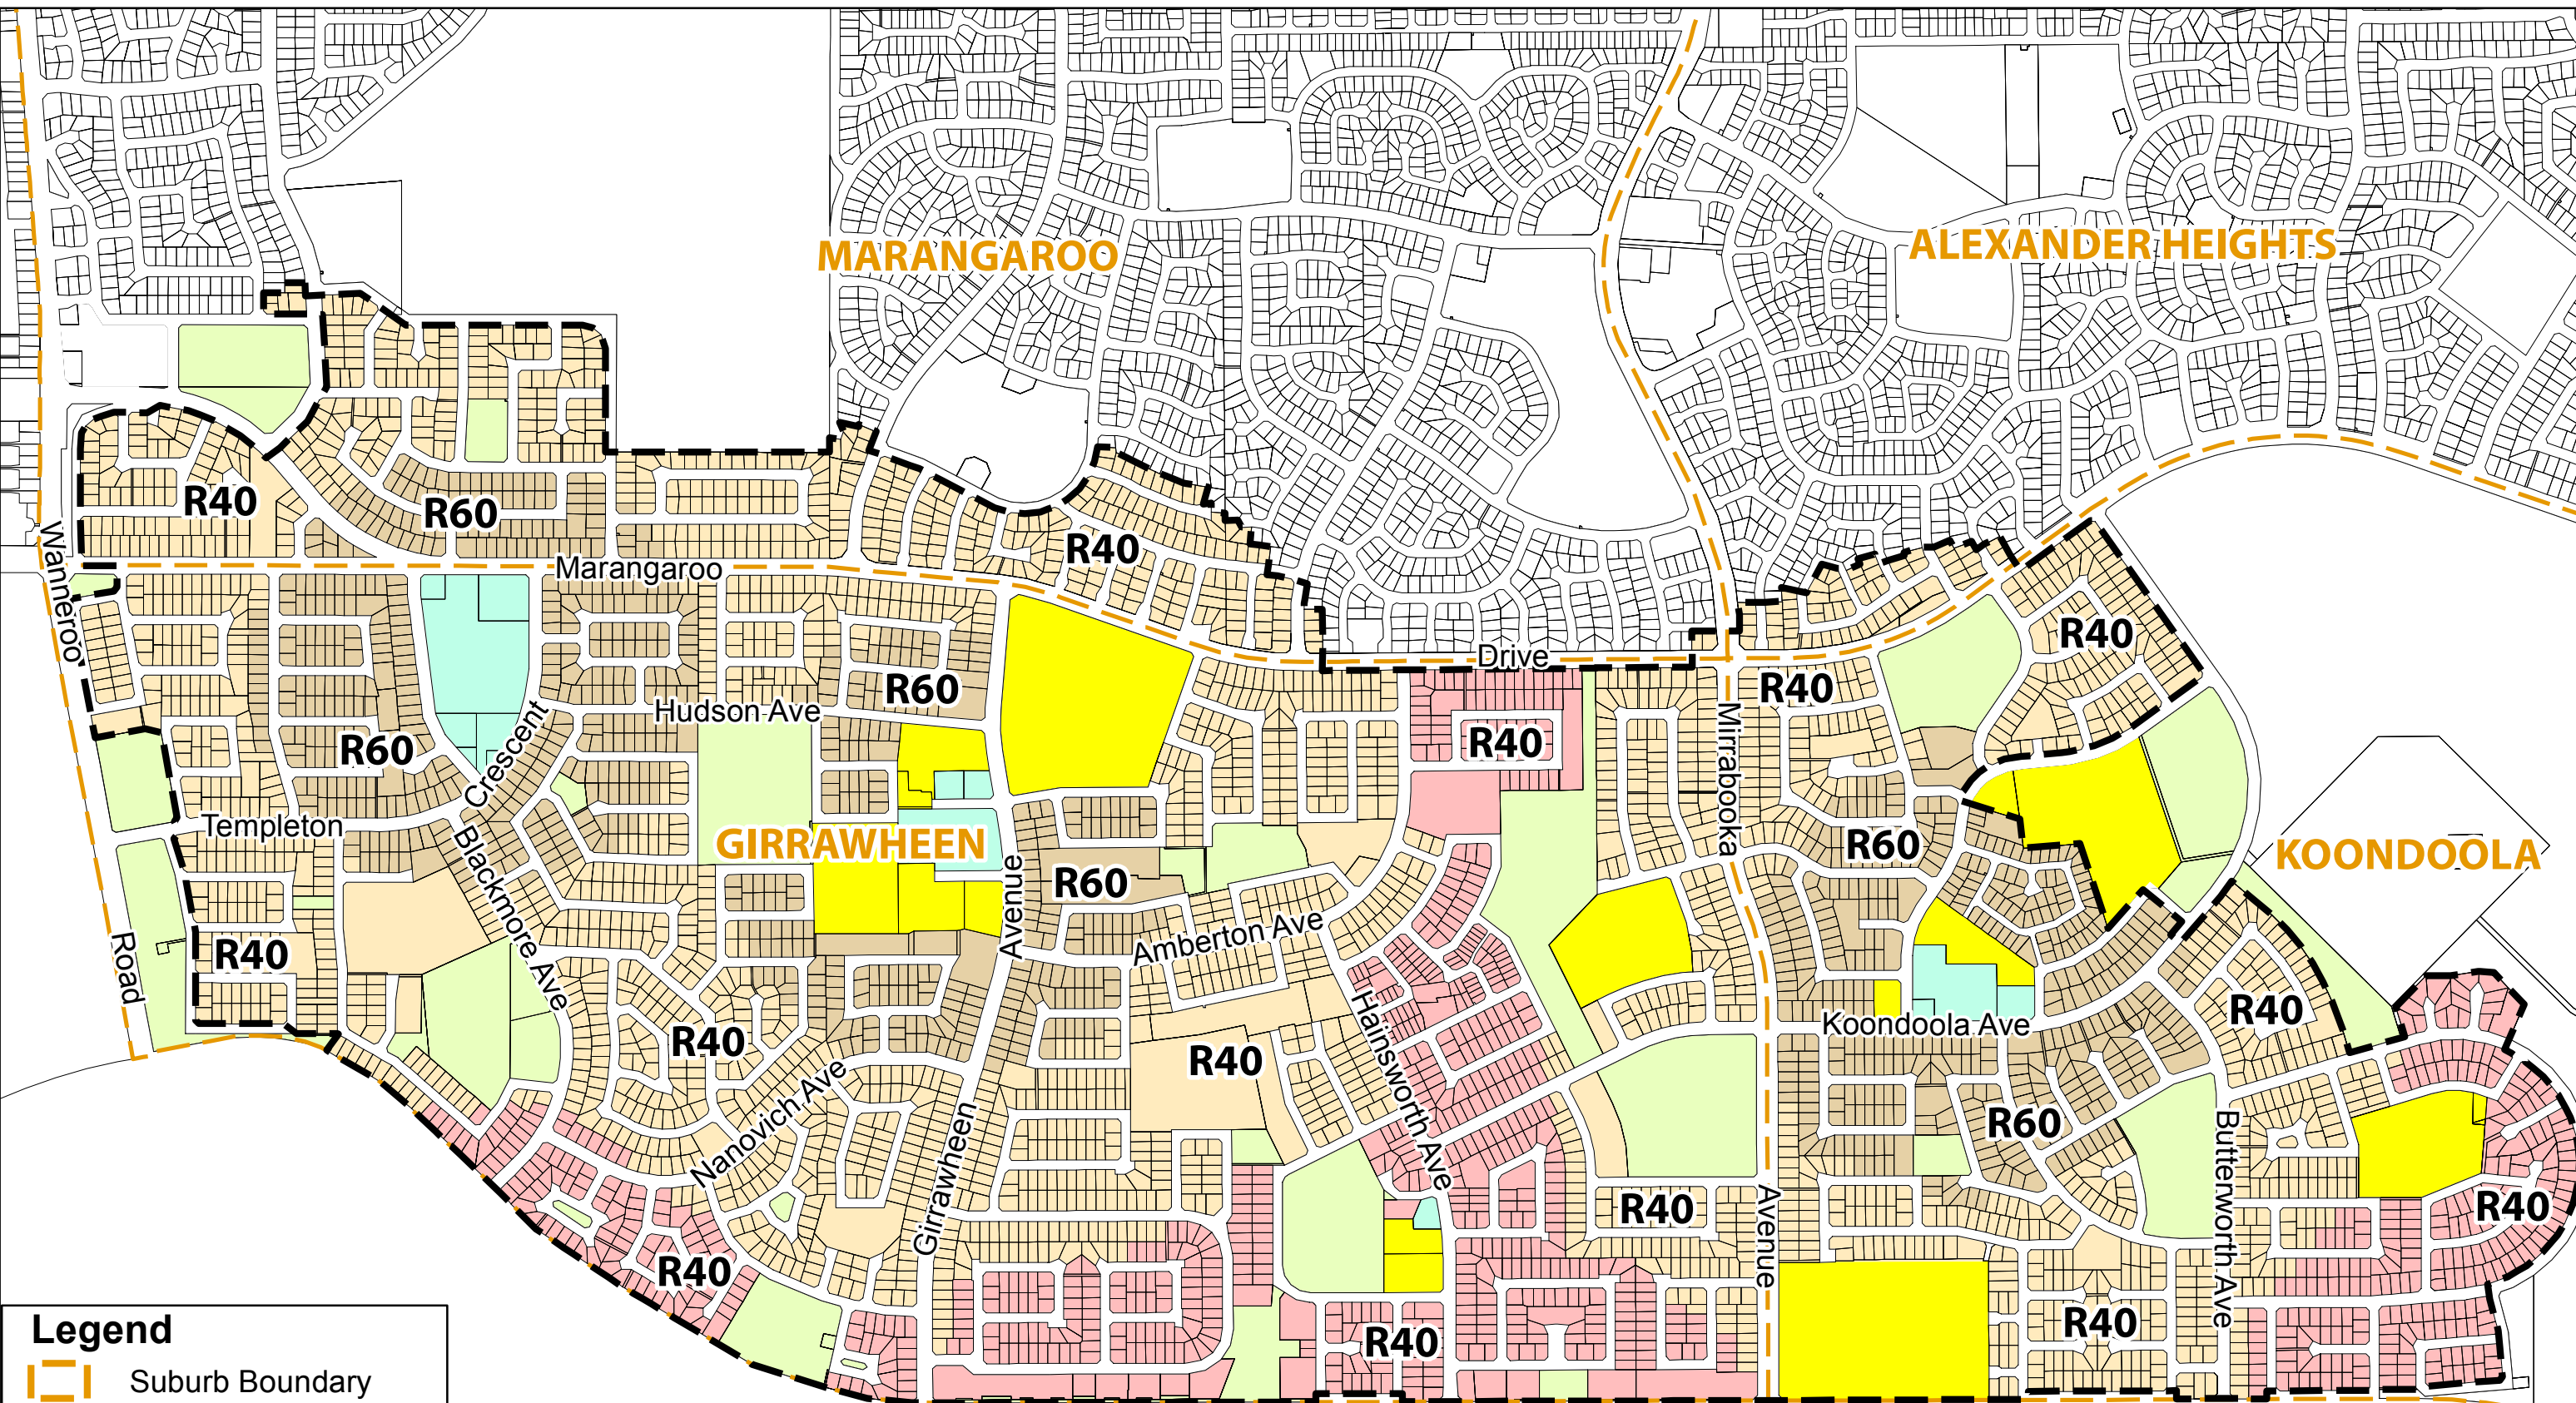 MARANGAROO
ALEXANDER HEIGHTS
R40
R60
R40
Marangaroo
Wanneroo
Drive
R40
R60
R40
Hudson Ave
R40
Mirrabooka
R60
Crescent
Templeton
GIRRAWHEEN
R60
KOONDOOLA
Blackmore Ave
R60
Avenue
Amberton Ave
R40
Road
R40
Koondoola Ave
R40
R40
Hainsworth Ave
Nanovich Ave
R60
Butterworth Ave
Girrawheen
R40
Avenue
R40
R40
R40
R40
Legend
Suburb Boundary